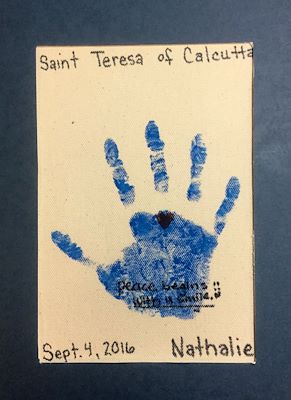 Saint Teresa of Calcutta
Peace begins
with a smile.
Sept. 4, 2016 Nathalie